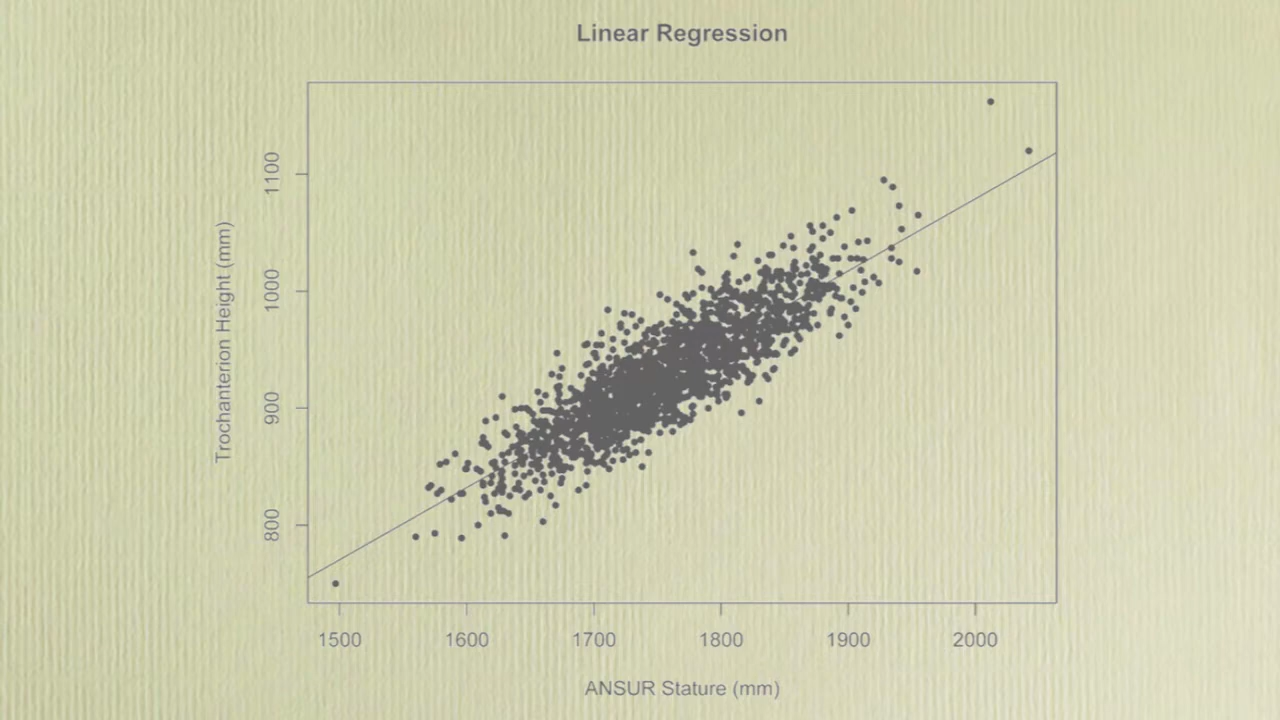 Linear Regression
Trochanterion Height (mm)
1100
1000
900
800
1500 1600 1700 1800 1900 2000
ANSUR Stature (mm)